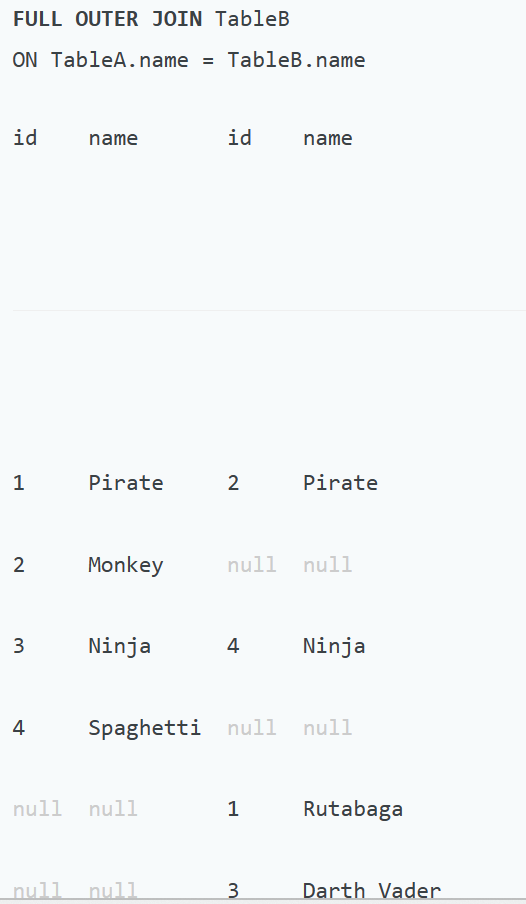 FULL OUTER JOIN TableB
ON TableA.name = TableB.name
id name id name
1 Pirate 2 Pirate
2 Monkey null null
3 Ninja 4 Ninja
4 Spaghetti null null
null null 1 Rutabaga
null null 3 Darth Vader